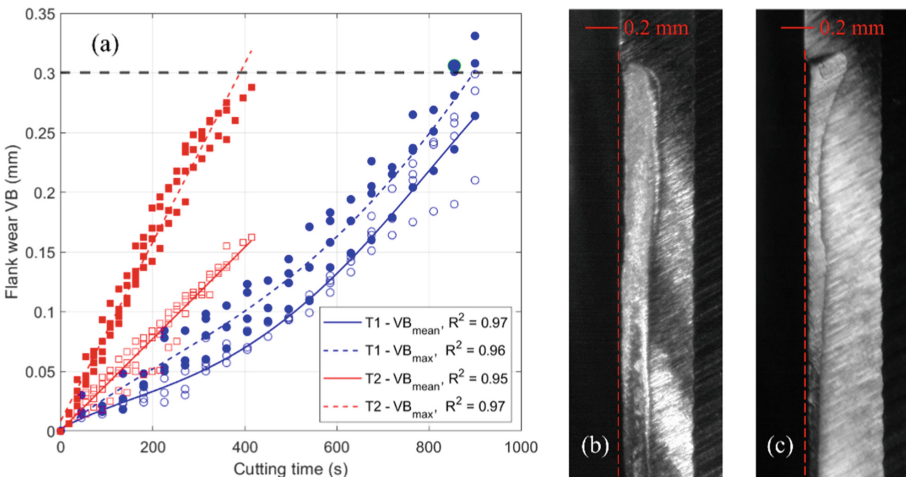 (a)
0.35
0.3
0.25
0.2
0.15
0.1
0.05
0
0 200 400 600 800 1000
Flank wear VB (mm)
Cutting time (s)
T1 - VBmean, R² = 0.97
T1 - VBmax, R² = 0.96
T2 - VBmean, R² = 0.95
T2 - VBmax, R² = 0.97
0.2 mm
(b)
0.2 mm
(c)